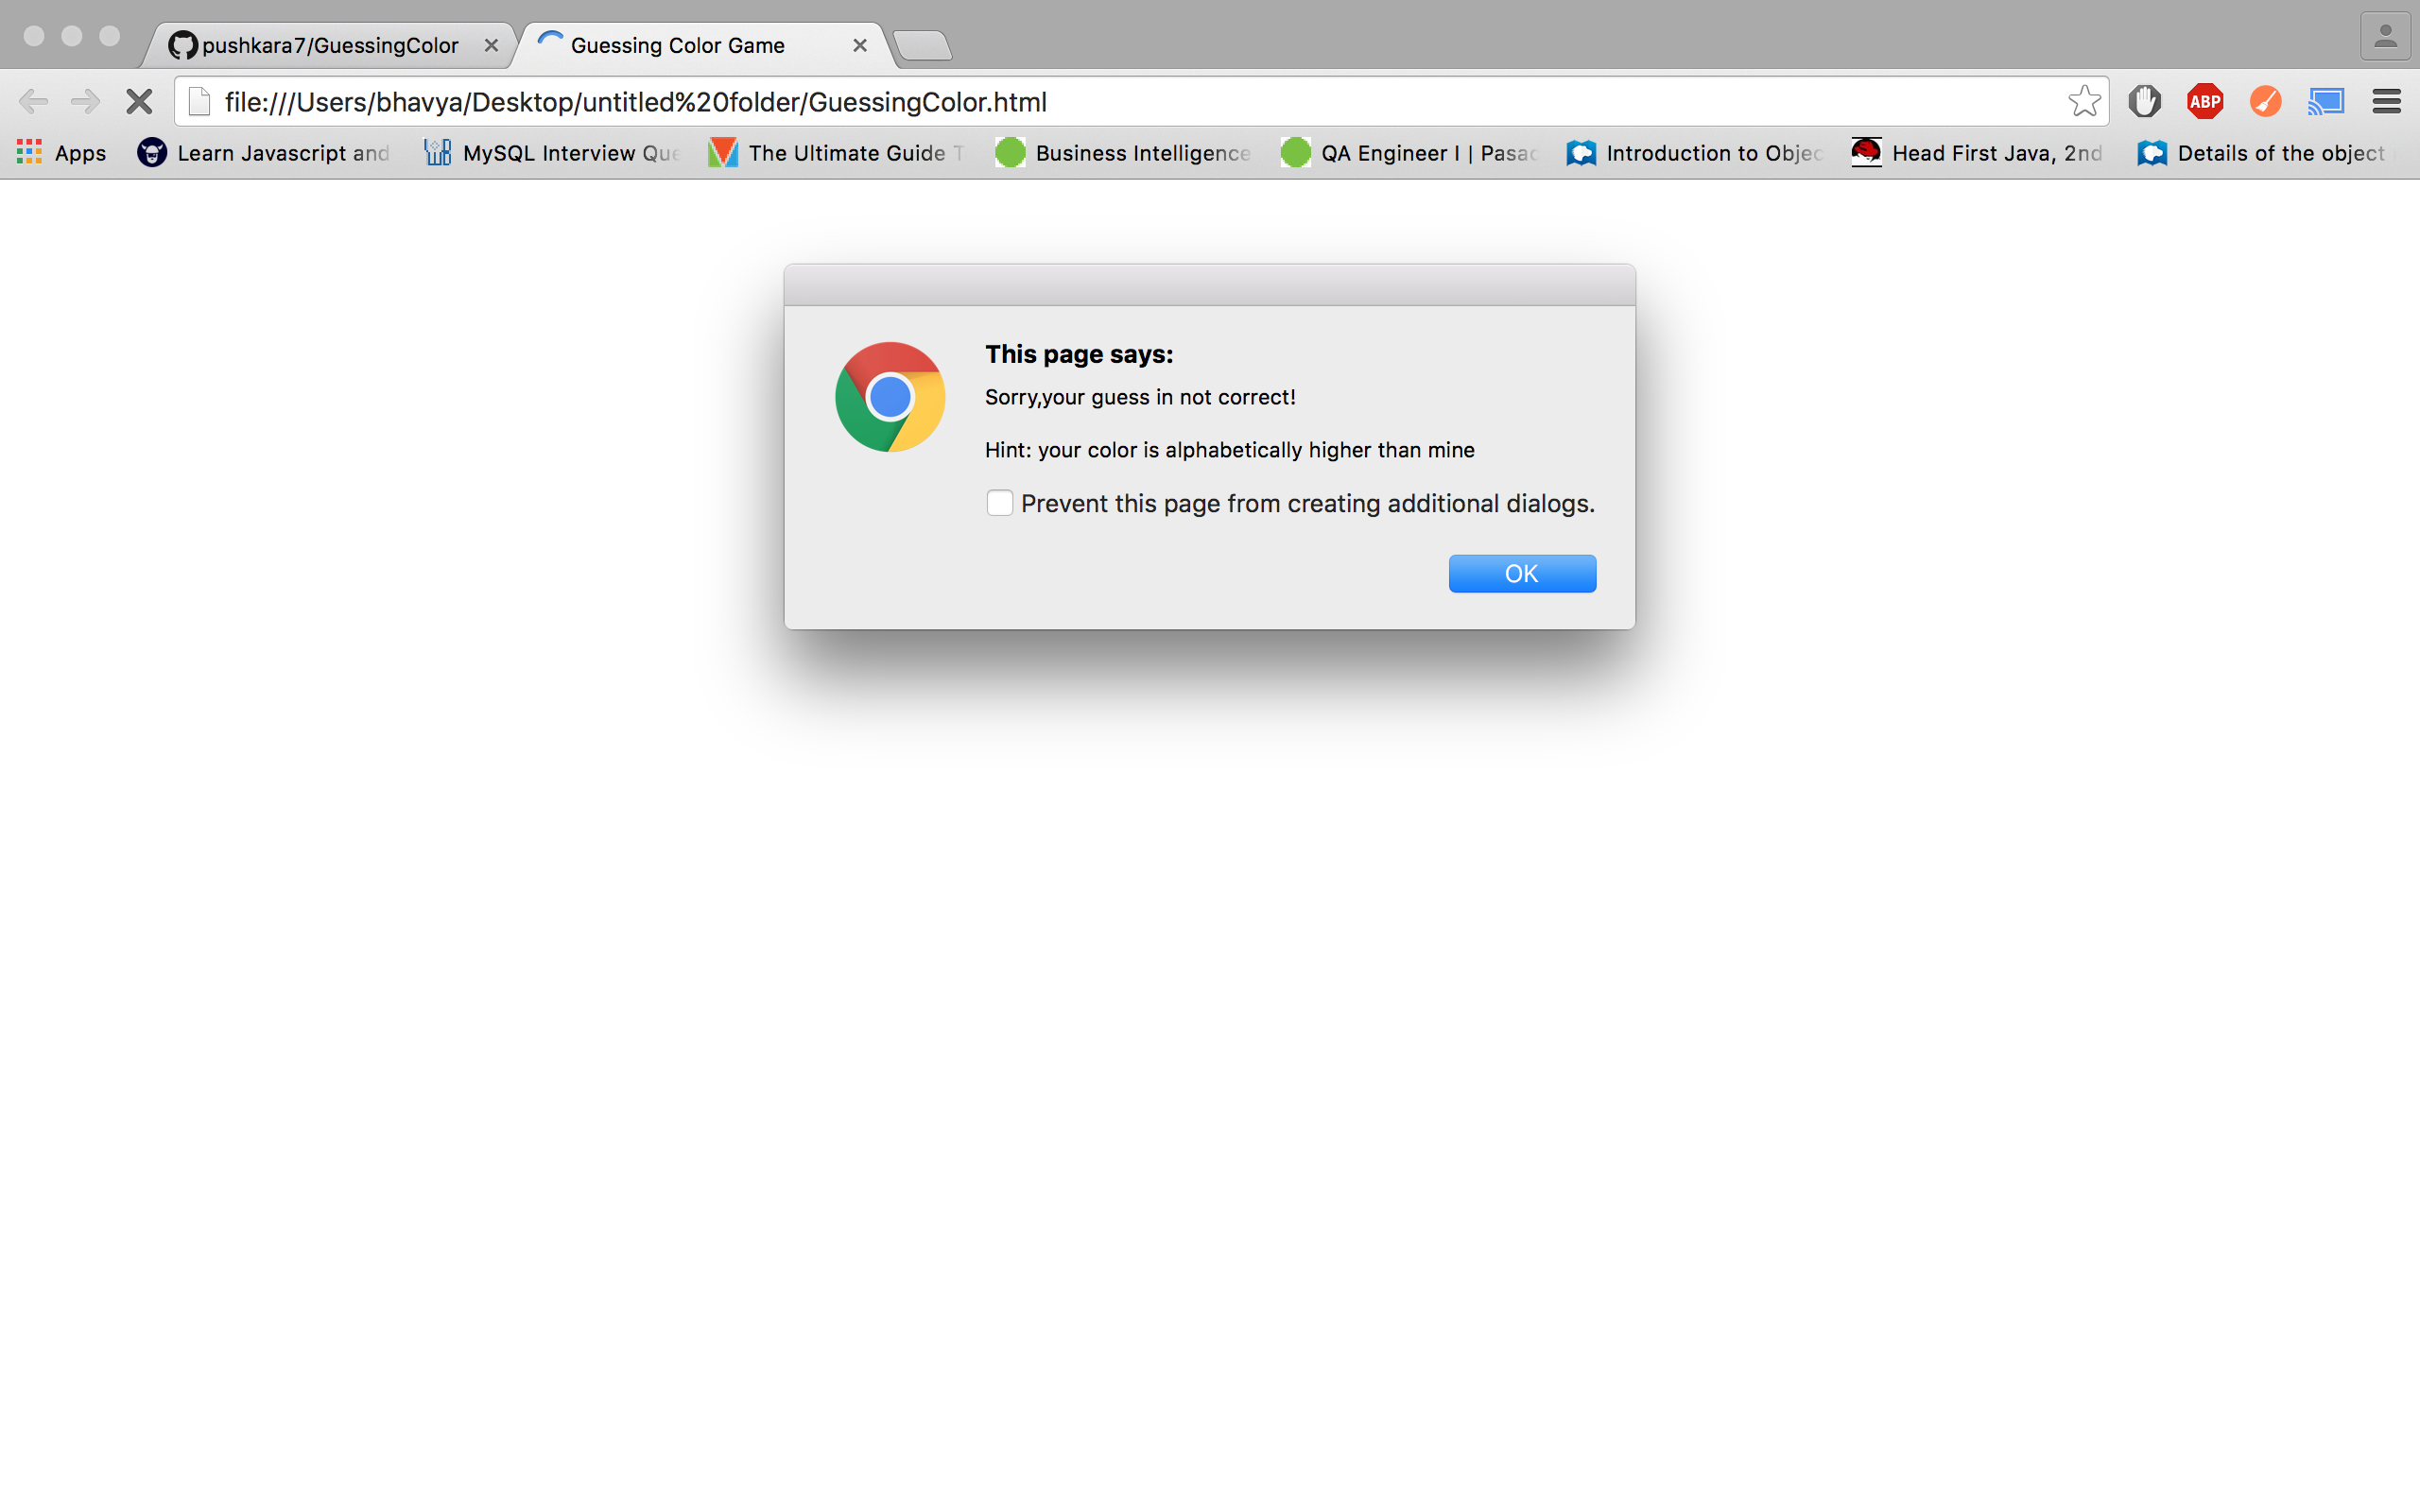 pushkara7/GuessingColor
Guessing Color Game
file:///Users/bhavya/Desktop/untitled%20folder/GuessingColor.html
ABP
Apps
Learn Javascript and
MySQL Interview Que
The Ultimate Guide T
Business Intelligence
QA Engineer I | Pasac
Introduction to Objec
Head First Java, 2nd
Details of the object
This page says:
Sorry,your guess in not correct!
Hint: your color is alphabetically higher than mine
Prevent this page from creating additional dialogs.
OK